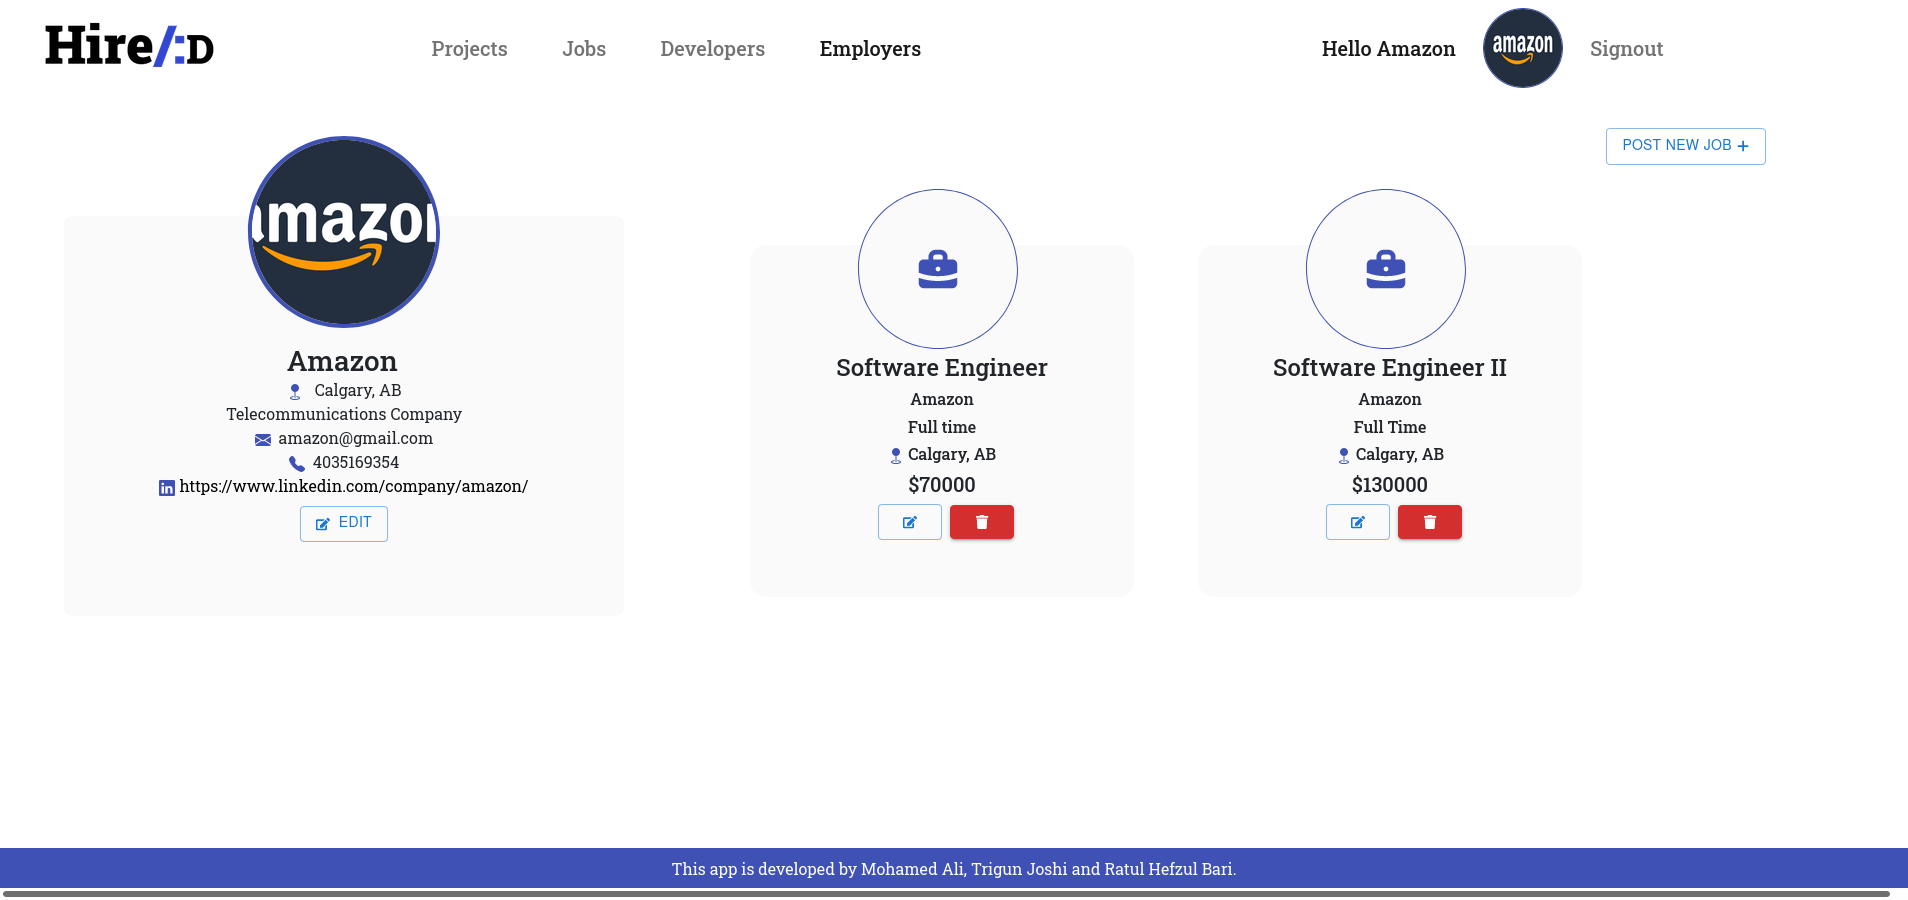 Hire/:D
Projects Jobs Developers Employers Hello Amazon amazon Signout
POST NEW JOB +
amazon
Amazon
Calgary, AB
Telecommunications Company
amazon@gmail.com
4035169354
in https://www.linkedin.com/company/amazon/
EDIT
Software Engineer
Amazon
Full time
Calgary, AB
$70000
Software Engineer II
Amazon
Full Time
Calgary, AB
$130000
This app is developed by Mohamed Ali, Trigun Joshi and Ratul Hefzul Bari.